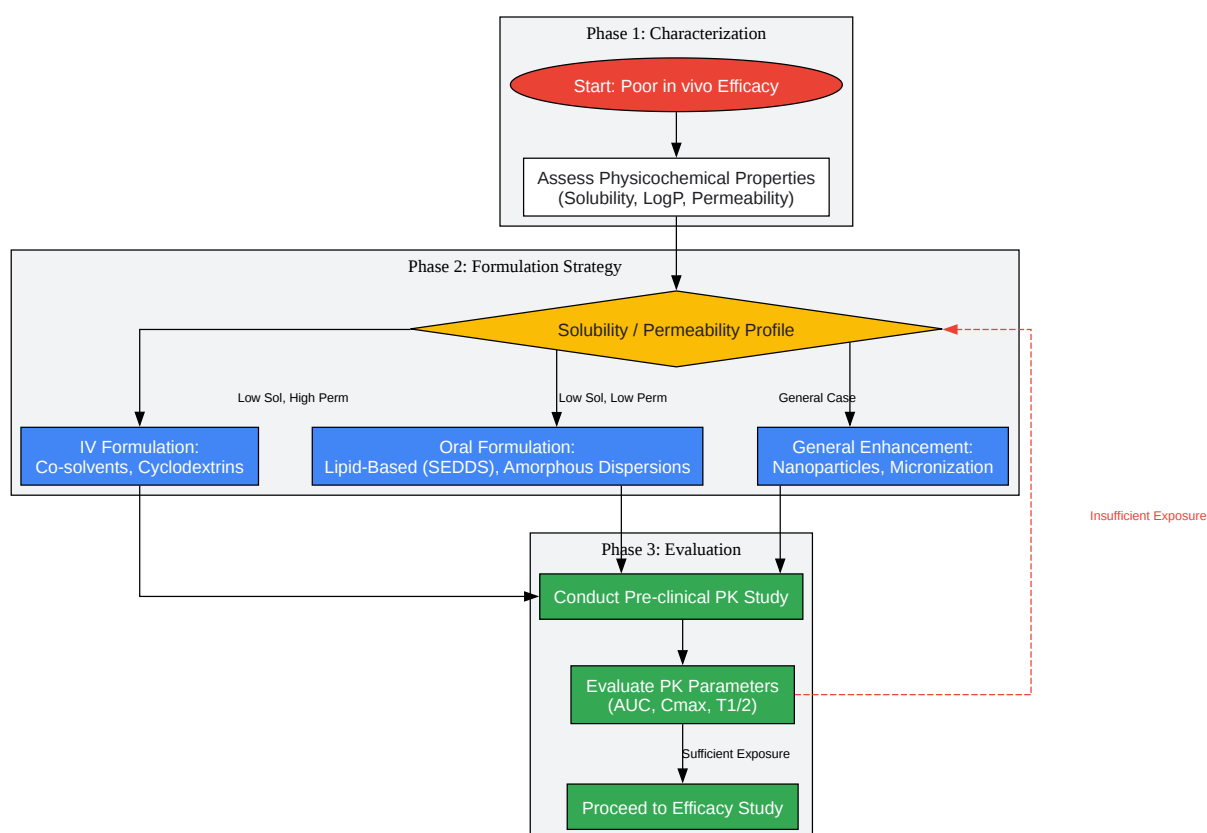 Phase 1: Characterization
Start: Poor in vivo Efficacy
Assess Physicochemical Properties
(Solubility, LogP, Permeability)
Phase 2: Formulation Strategy
Solubility / Permeability Profile
Low Sol, High Perm
Low Sol, Low Perm
General Case
IV Formulation:
Co-solvents, Cyclodextrins
Oral Formulation:
Lipid-Based (SEDDS), Amorphous Dispersions
General Enhancement:
Nanoparticles, Micronization
Insufficient Exposure
Phase 3: Evaluation
Conduct Pre-clinical PK Study
Evaluate PK Parameters
(AUC, Cmax, T1/2)
Sufficient Exposure
Proceed to Efficacy Study